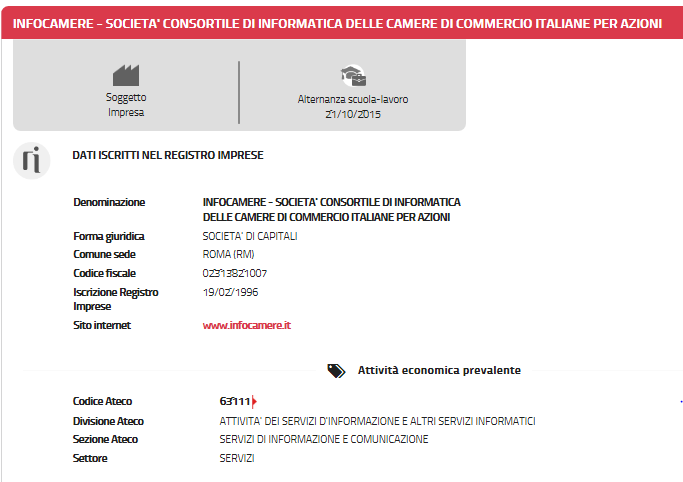 INFOCAMERE - SOCIETA' CONSORTILE DI INFORMATICA DELLE CAMERE DI COMMERCIO ITALIANE PER AZIONI
Soggetto
Impresa
Alternanza scuola-lavoro
21/10/2015
ri
DATI ISCRITTI NEL REGISTRO IMPRESE
Denominazione
INFOCAMERE - SOCIETA' CONSORTILE DI INFORMATICA
DELLE CAMERE DI COMMERCIO ITALIANE PER AZIONI
Forma giuridica
SOCIETA' DI CAPITALI
Comune sede
ROMA (RM)
Codice fiscale
02313821007
Iscrizione Registro
Imprese
19/02/1996
Sito internet
www.infocamere.it
Attività economica prevalente
Codice Ateco
63111
Divisione Ateco
ATTIVITA' DEI SERVIZI D'INFORMAZIONE E ALTRI SERVIZI INFORMATICI
Sezione Ateco
SERVIZI DI INFORMAZIONE E COMUNICAZIONE
Settore
SERVIZI